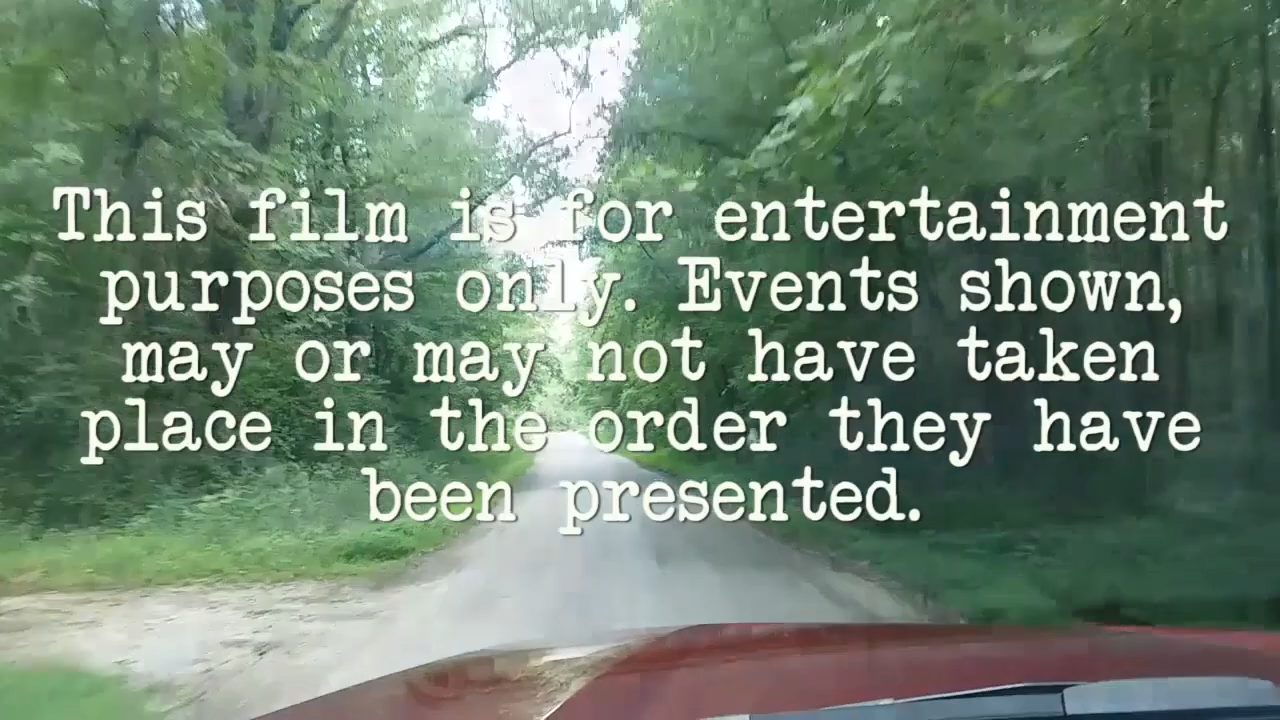 This film is for entertainment
purposes only. Events shown,
may or may not have taken
place in the order they have
been presented.